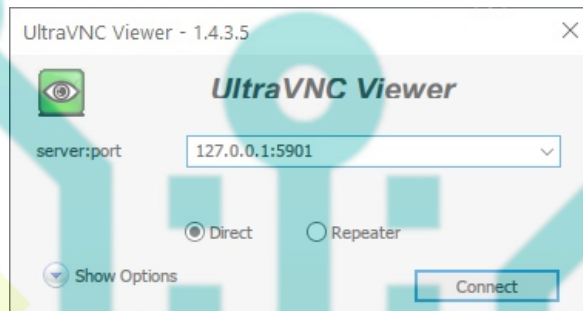 UltraVNC Viewer - 1.4.3.5
UltraVNC Viewer
server:port 127.0.0.1:5901
Direct Repeater
Show Options
Connect